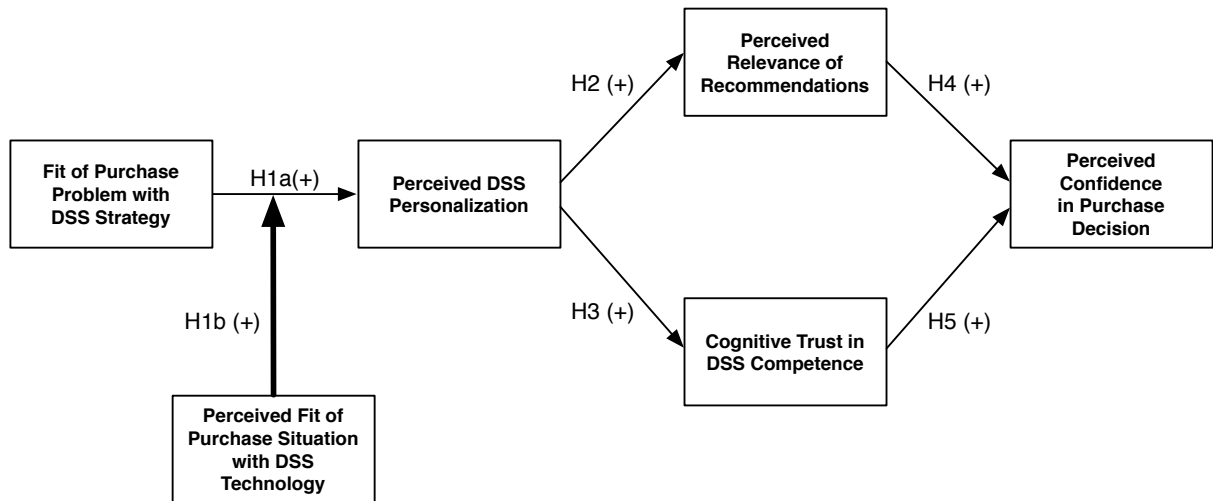 Perceived
Relevance of
Recommendations
H2 (+)
H4 (+)
Fit of Purchase
Problem with
DSS Strategy
H1a(+)
Perceived DSS
Personalization
Perceived
Confidence
in Purchase
Decision
H1b (+)
H3 (+)
Cognitive Trust in
DSS Competence
H5 (+)
Perceived Fit of
Purchase Situation
with DSS
Technology